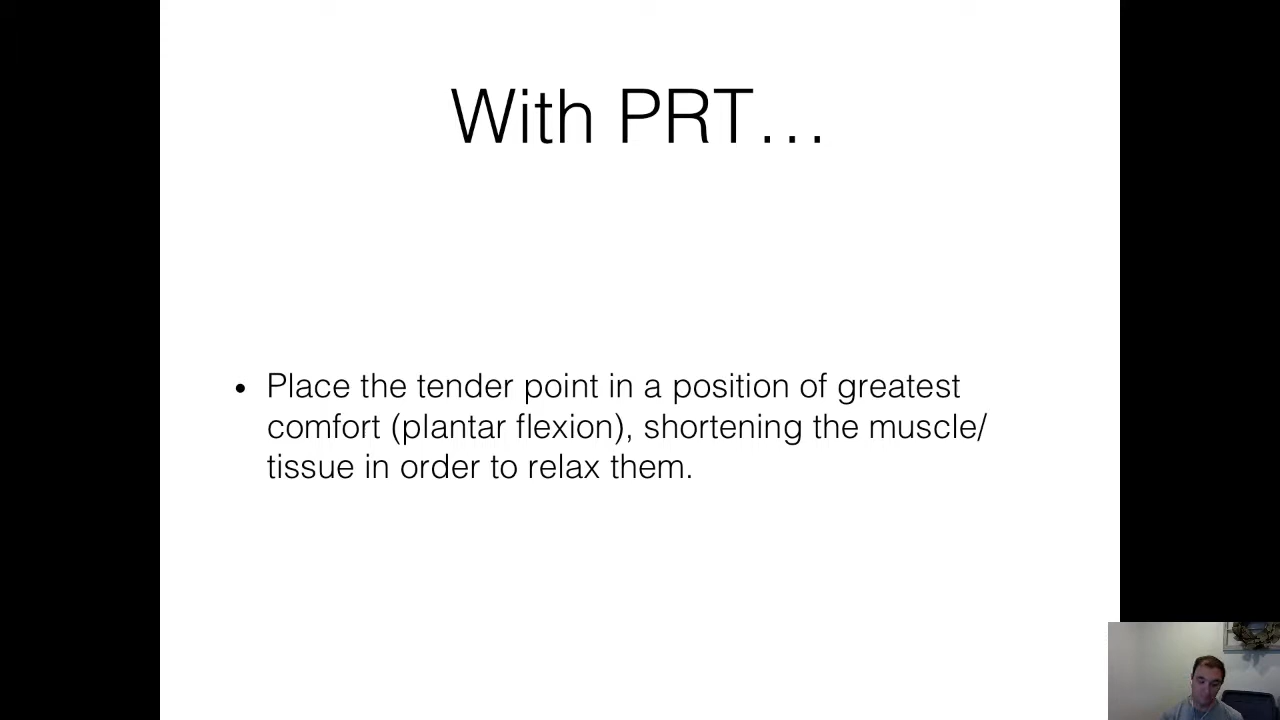 With PRT...
• Place the tender point in a position of greatest
comfort (plantar flexion), shortening the muscle/
tissue in order to relax them.